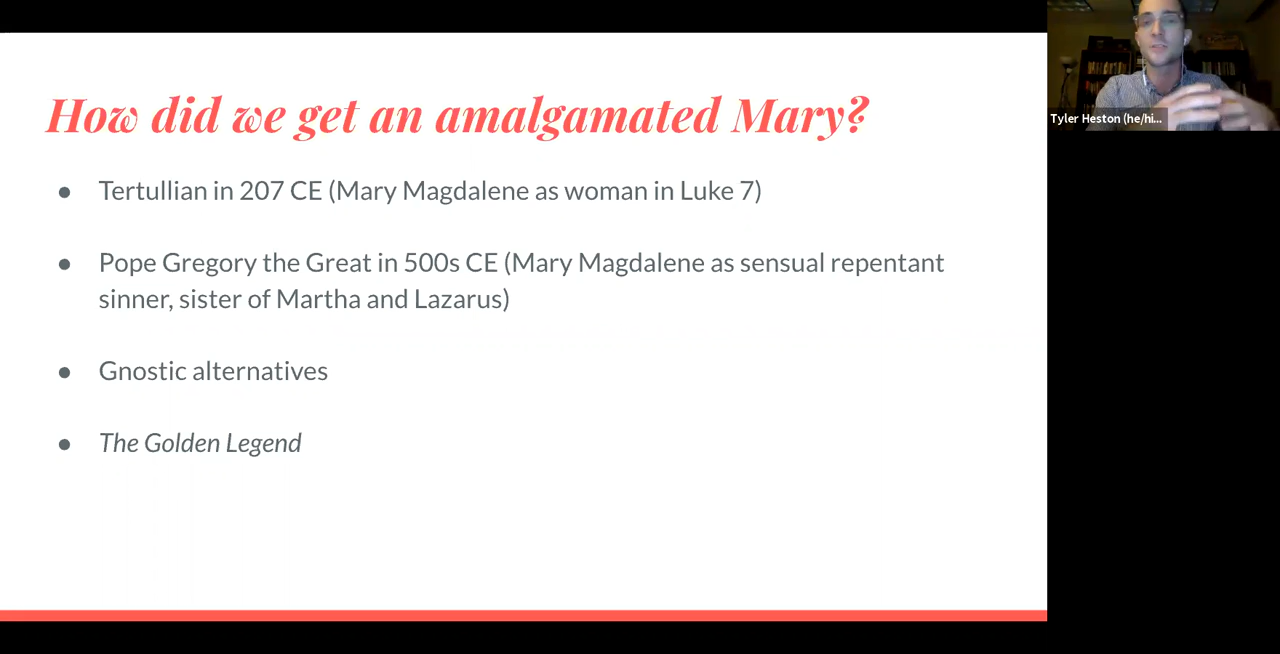 How did we get an amalgamated Mary?
● Tertullian in 207 CE (Mary Magdalene as woman in Luke 7)
● Pope Gregory the Great in 500s CE (Mary Magdalene as sensual repentant
sinner, sister of Martha and Lazarus)
● Gnostic alternatives
● The Golden Legend
Tyler Heston (he/hi...